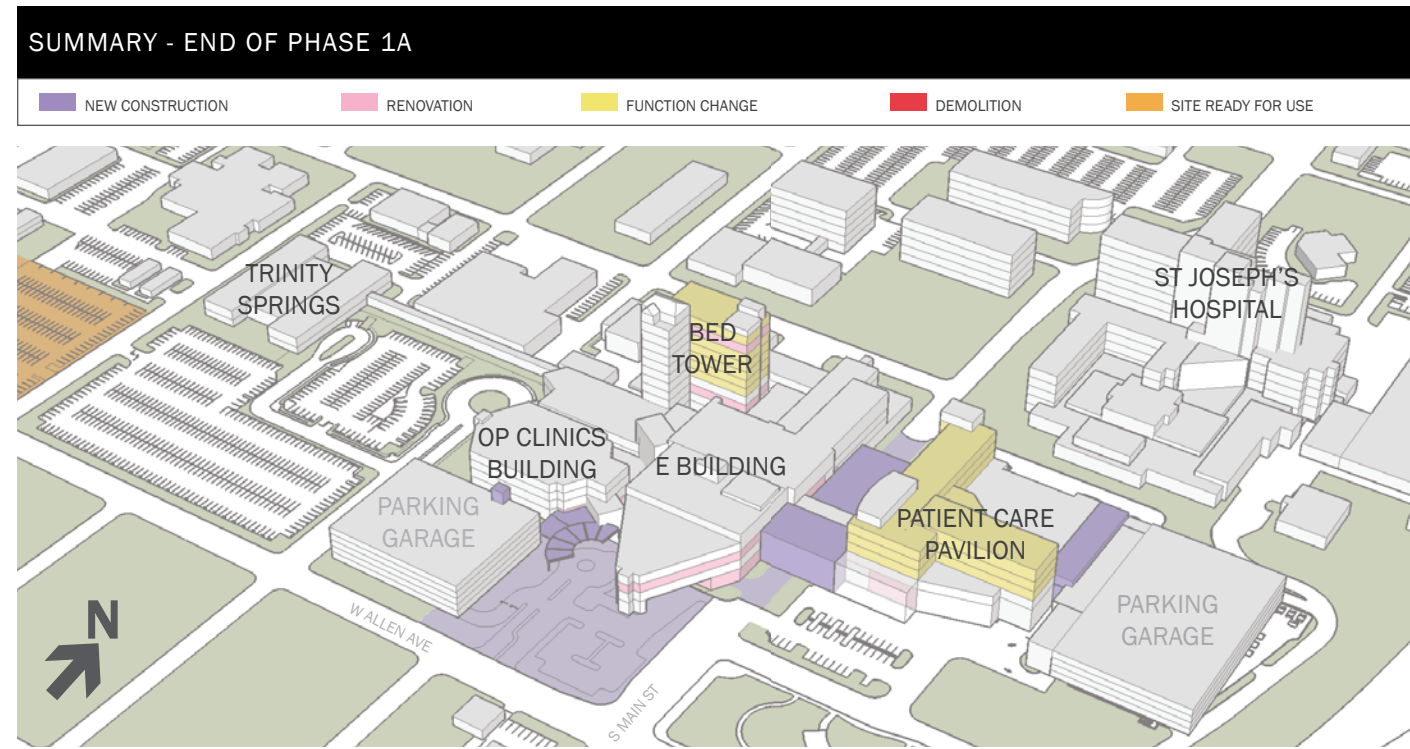 SUMMARY - END OF PHASE 1A
NEW CONSTRUCTION
RENOVATION
FUNCTION CHANGE
DEMOLITION
SITE READY FOR USE
TRINITY
SPRINGS
ST JOSEPH'S
HOSPITAL
BED
TOWER
OP CLINICS
BUILDING
E BUILDING
PARKING
GARAGE
PATIENT CARE
PAVILION
PARKING
GARAGE
W ALLEN AVE
N
S MAIN ST